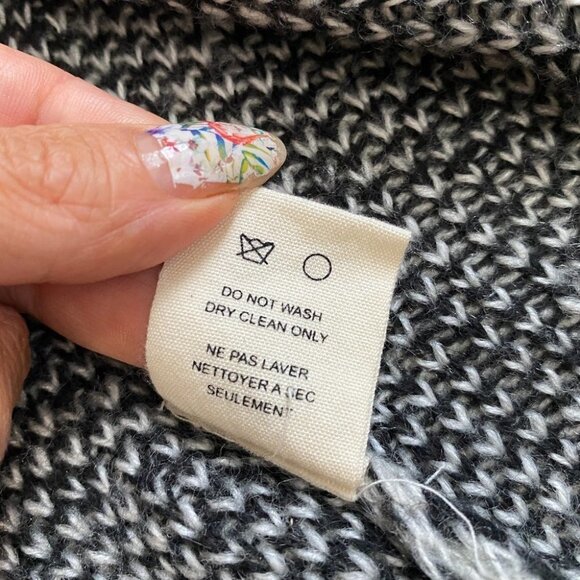 DO NOT WASH
DRY CLEAN ONLY
NE PAS LAVER
NETTOYER A SEC
SEULEMENT